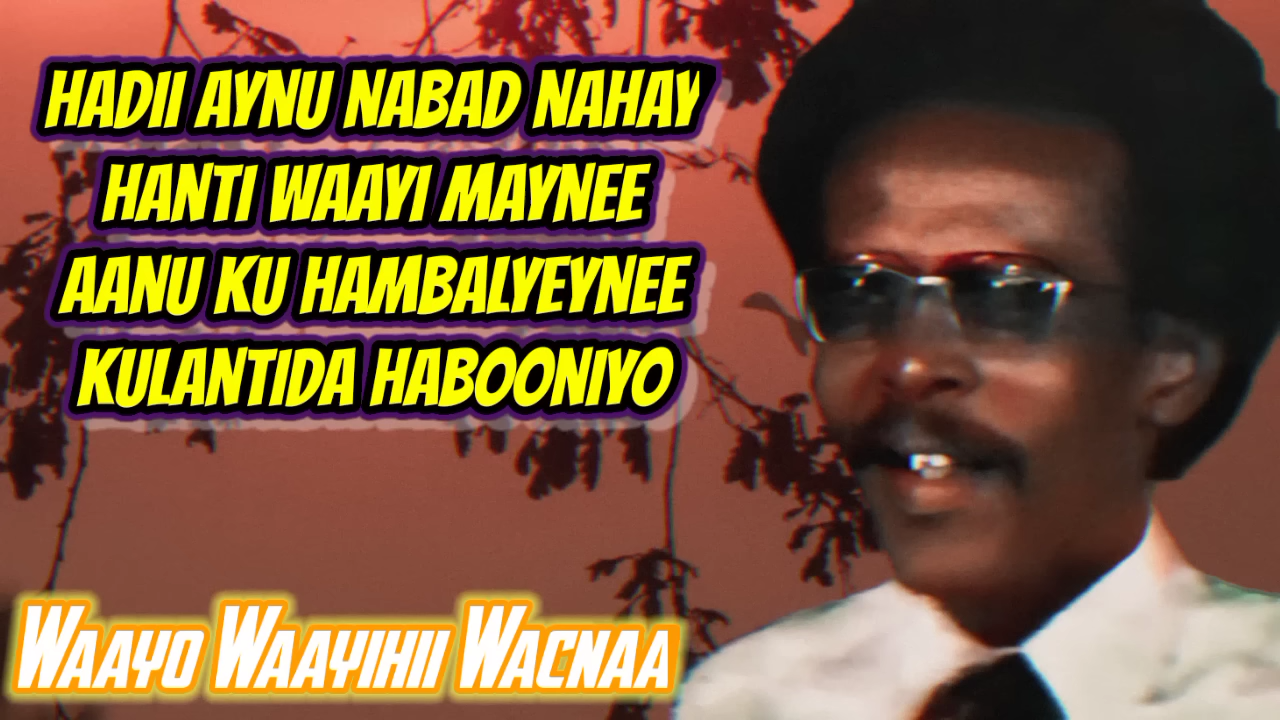 HADII AYNU NABAD NAHAY
HANTI WAAYI MAYNEE
AANU KU HAMBALYEYNEE
KULANTIDA HABOONIYO
WAAYO WAAYIHII WACNAA